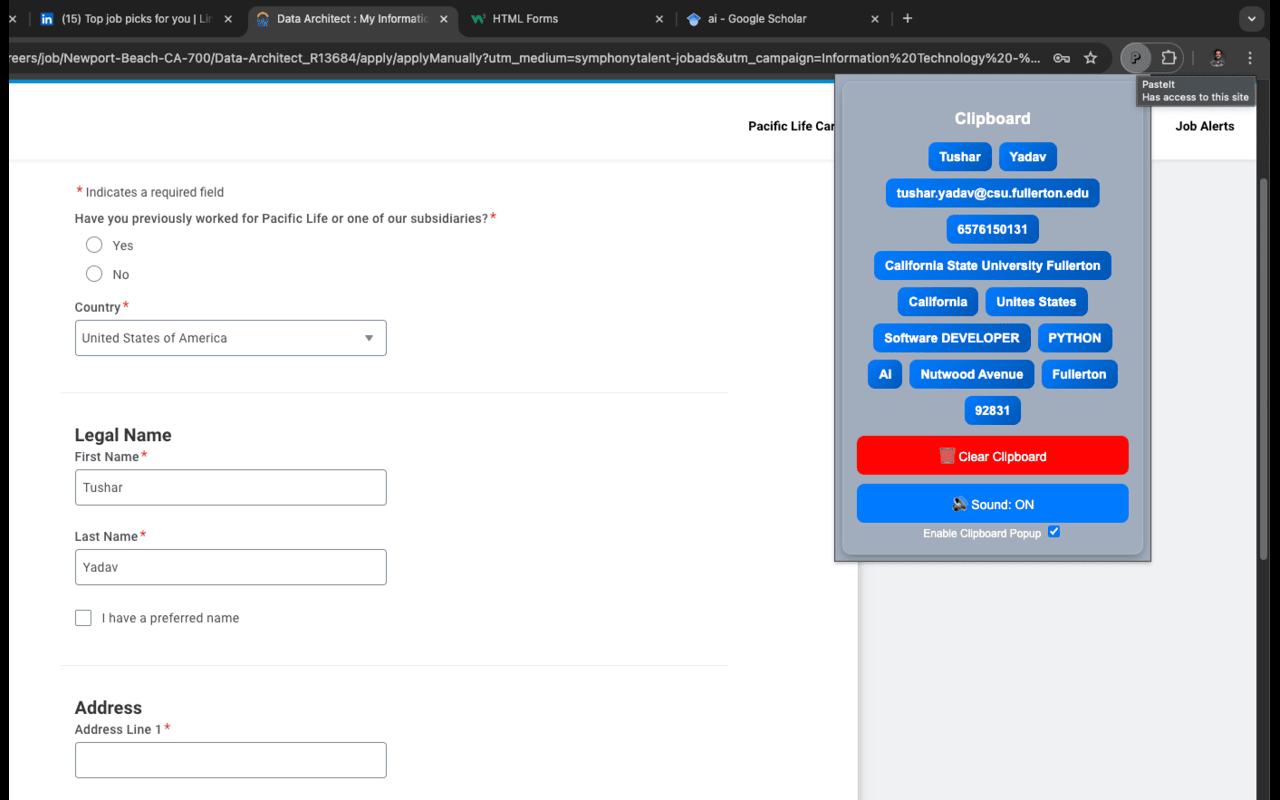 (15) Top job picks for you | Lin
Data Architect : My Informatio
HTML Forms
ai - Google Scholar
reers/job/Newport-Beach-CA-700/Data-Architect_R13684/apply/applyManually?utm_medium=symphonytalent-jobads&utm_campaign=Information%20Technology%20-%...
PasteIt
Has access to this site
Pacific Life Car
Job Alerts
* Indicates a required field
Have you previously worked for Pacific Life or one of our subsidiaries?*
Yes
No
Country*
United States of America
Legal Name
First Name*
Tushar
Last Name*
Yadav
I have a preferred name
Address
Address Line 1*
Clipboard
Tushar Yadav
tushar.yadav@csu.fullerton.edu
6576150131
California State University Fullerton
California Unites States
Software DEVELOPER PYTHON
AI Nutwood Avenue Fullerton
92831
Clear Clipboard
Sound: ON
Enable Clipboard Popup